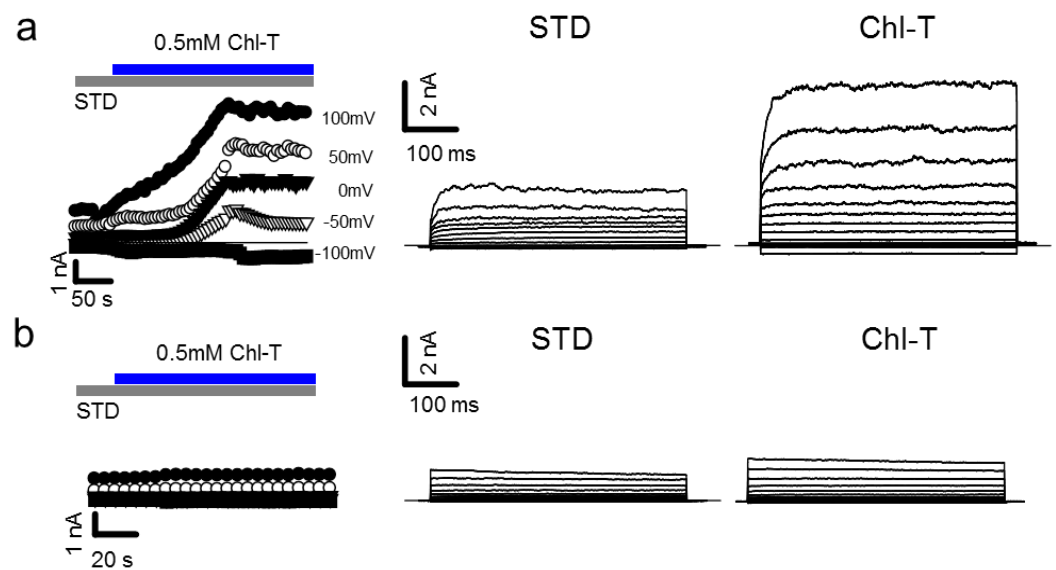 a
0.5mM Chl-T
STD
100mV
50mV
0mV
-50mV
-100mV
1 nA
50 s
STD
Chl-T
2 nA
100 ms
b
0.5mM Chl-T
STD
1 nA
20 s
STD
Chl-T
2 nA
100 ms